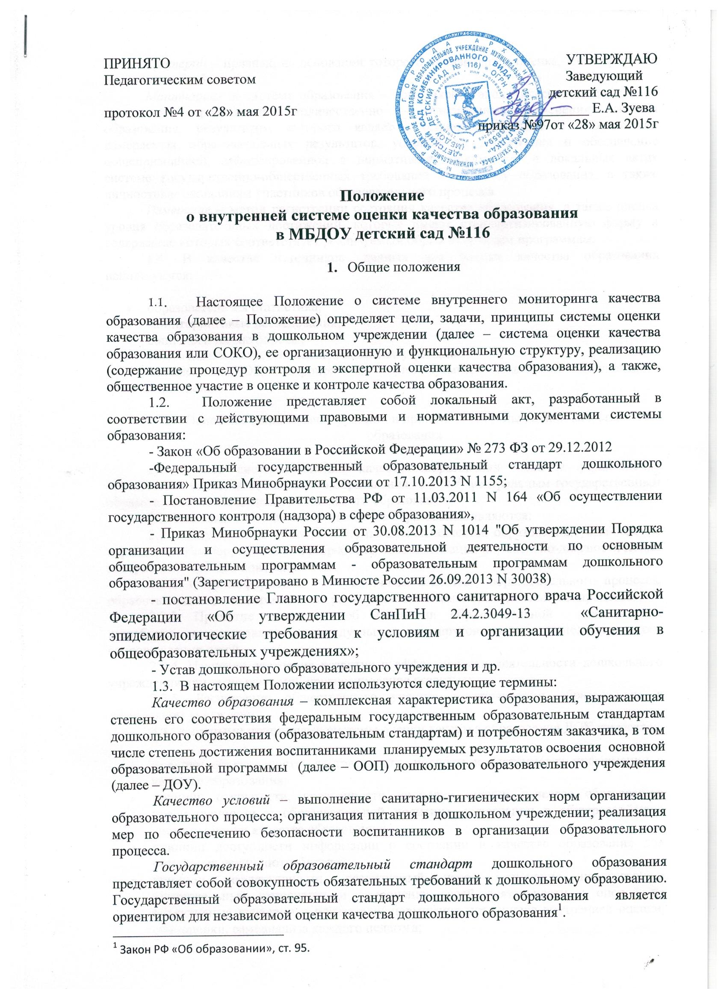 ПРИНЯТО
Педагогическим советом
протокол №4 от «28» мая 2015г
УТВЕРЖДАЮ
Заведующий
детский сад №116
Е.А. Зуева
приказ №97от «28» мая 2015г
Положение
о внутренней системе оценки качества образования
в МБДОУ детский сад №116
1. Общие положения
1.1. Настоящее Положение о системе внутреннего мониторинга качества
образования (далее – Положение) определяет цели, задачи, принципы системы оценки
качества образования в дошкольном учреждении (далее – система оценки качества
образования или СОКО), ее организационную и функциональную структуру, реализацию
(содержание процедур контроля и экспертной оценки качества образования), а также,
общественное участие в оценке и контроле качества образования.
1.2. Положение представляет собой локальный акт, разработанный в
соответствии с действующими правовыми и нормативными документами системы
образования:
- Закон «Об образовании в Российской Федерации» № 273 ФЗ от 29.12.2012
-Федеральный государственный образовательный стандарт дошкольного
образования» Приказ Минобрнауки России от 17.10.2013 N 1155;
- Постановление Правительства РФ от 11.03.2011 N 164 «Об осуществлении
государственного контроля (надзора) в сфере образования»,
- Приказ Минобрнауки России от 30.08.2013 N 1014 "Об утверждении Порядка
организации и осуществления образовательной деятельности по основным
общеобразовательным программам - образовательным программам дошкольного
образования" (Зарегистрировано в Минюсте России 26.09.2013 N 30038)
- постановление Главного государственного санитарного врача Российской
Федерации «Об утверждении СанПиН 2.4.2.3049-13 «Санитарно-
эпидемиологические требования к условиям и организации обучения в
общеобразовательных учреждениях»;
- Устав дошкольного образовательного учреждения и др.
1.3. В настоящем Положении используются следующие термины:
Качество образования – комплексная характеристика образования, выражающая
степень его соответствия федеральным государственным образовательным стандартам
дошкольного образования (образовательным стандартам) и потребностям заказчика, в том
числе степень достижения воспитанниками планируемых результатов освоения основной
образовательной программы (далее – ООП) дошкольного образовательного учреждения
(далее – ДОУ).
Качество условий – выполнение санитарно-гигиенических норм организации
образовательного процесса; организация питания в дошкольном учреждении; реализация
мер по обеспечению безопасности воспитанников в организации образовательного
процесса.
Государственный образовательный стандарт дошкольного образования
представляет собой совокупность обязательных требований к дошкольному образованию.
Государственный образовательный стандарт дошкольного образования является
ориентиром для независимой оценки качества дошкольного образования1.
1 Закон РФ «Об образовании», ст. 95.